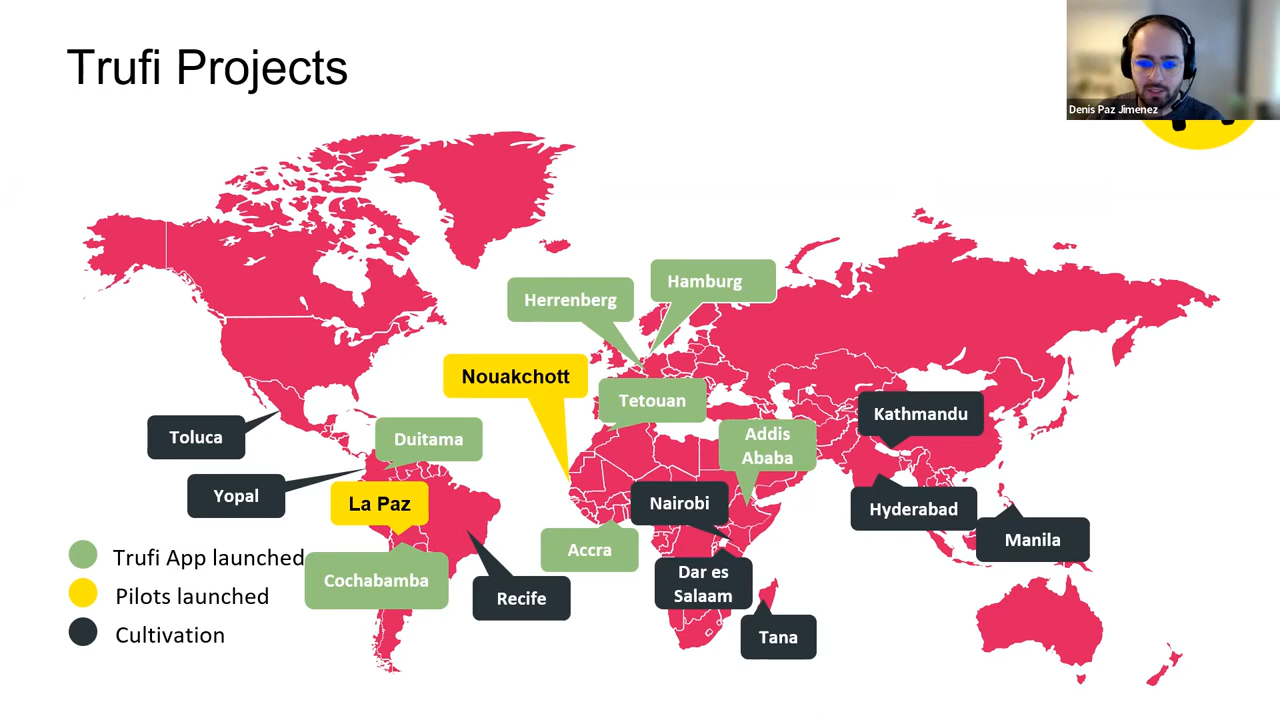 Trufi Projects
Denis Paz Jimenez
Hamburg
Herrenberg
Nouakchott
Tetouan
Kathmandu
Toluca
Duitama
Addis
Ababa
Yopal
La Paz
Nairobi
Hyderabad
Manila
Accra
Trufi App launched
Cochabamba
Dar es
Salaam
Pilots launched
Recife
Cultivation
Tana